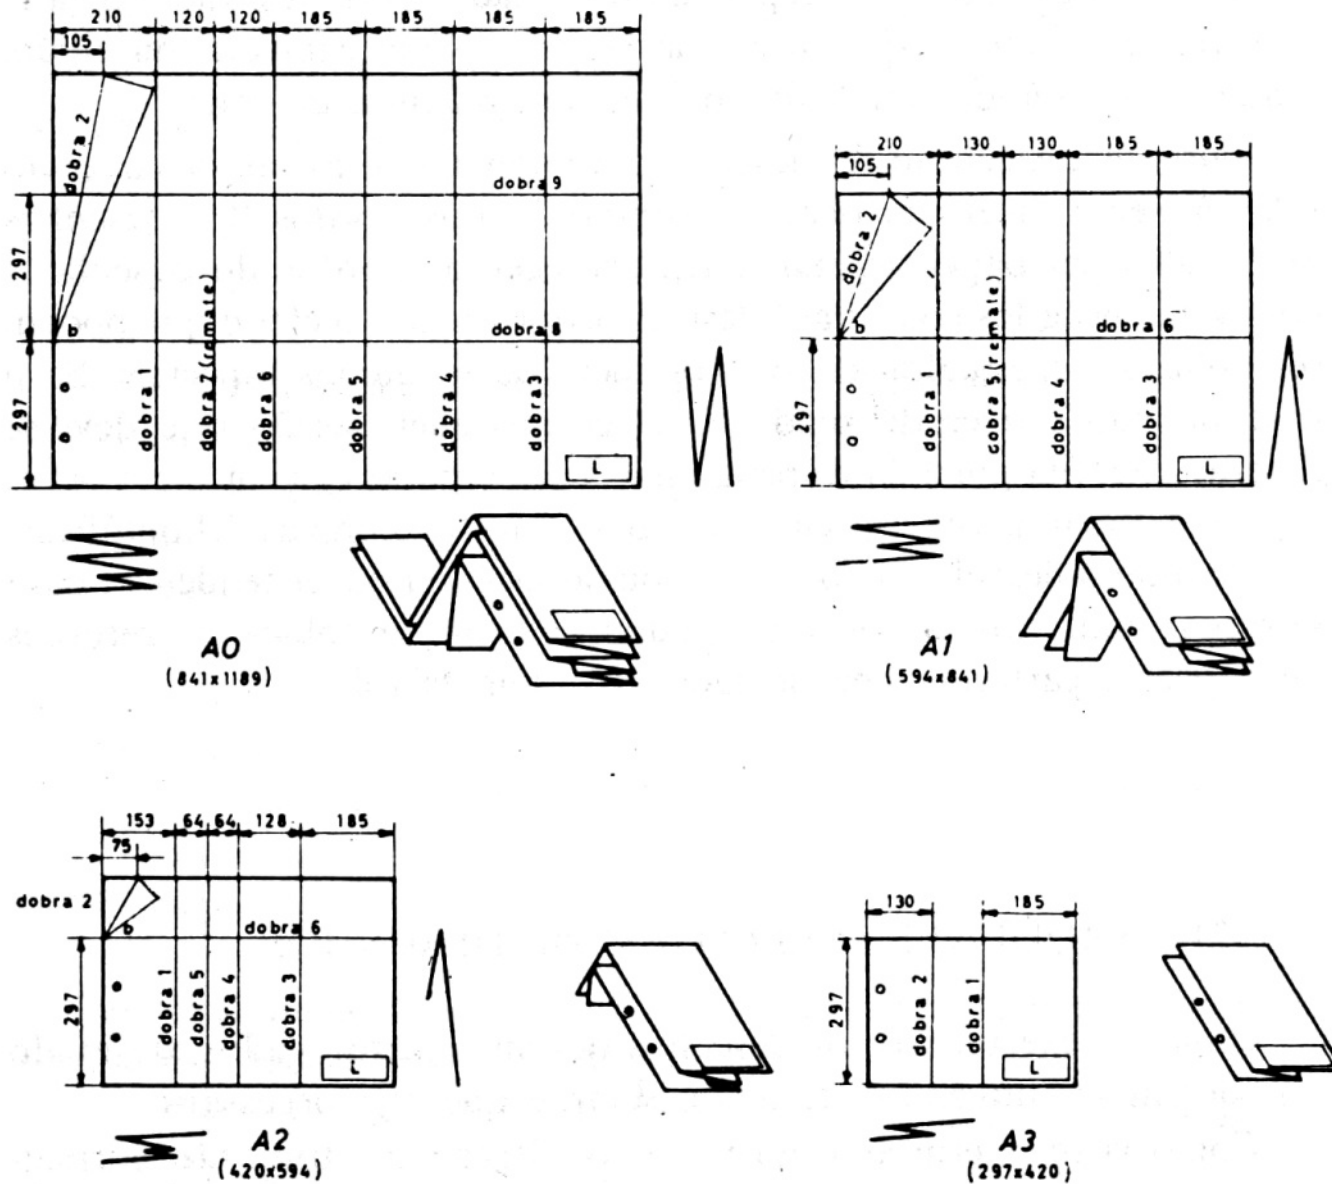 210 120 120 185 185 185 185
105
dobra 2
dobra 9
297
b
dobra 8
297
dobra 1
dobra 7 (remate)
dobra 6
dobra 5
dobra 4
dobra 3
L
A0
(841x1189)
210 130 130 185 185
105
dobra 2
b
dobra 6
297
dobra 1
dobra 5 (remate)
dobra 4
dobra 3
L
A1
(594x841)
153 64 64 128 185
75
dobra 2
b
dobra 6
297
dobra 1
dobra 5
dobra 4
dobra 3
L
A2
(420x594)
130 185
297
dobra 2
dobra 1
L
A3
(297x420)